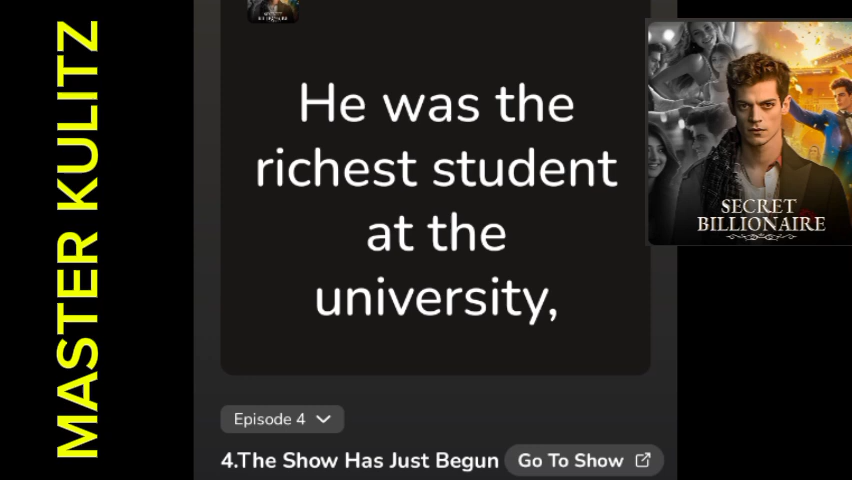 MASTER KULITZ
He was the
richest student
at the
university,
SECRET
BILLIONAIRE
Episode 4
4.The Show Has Just Begun
Go To Show